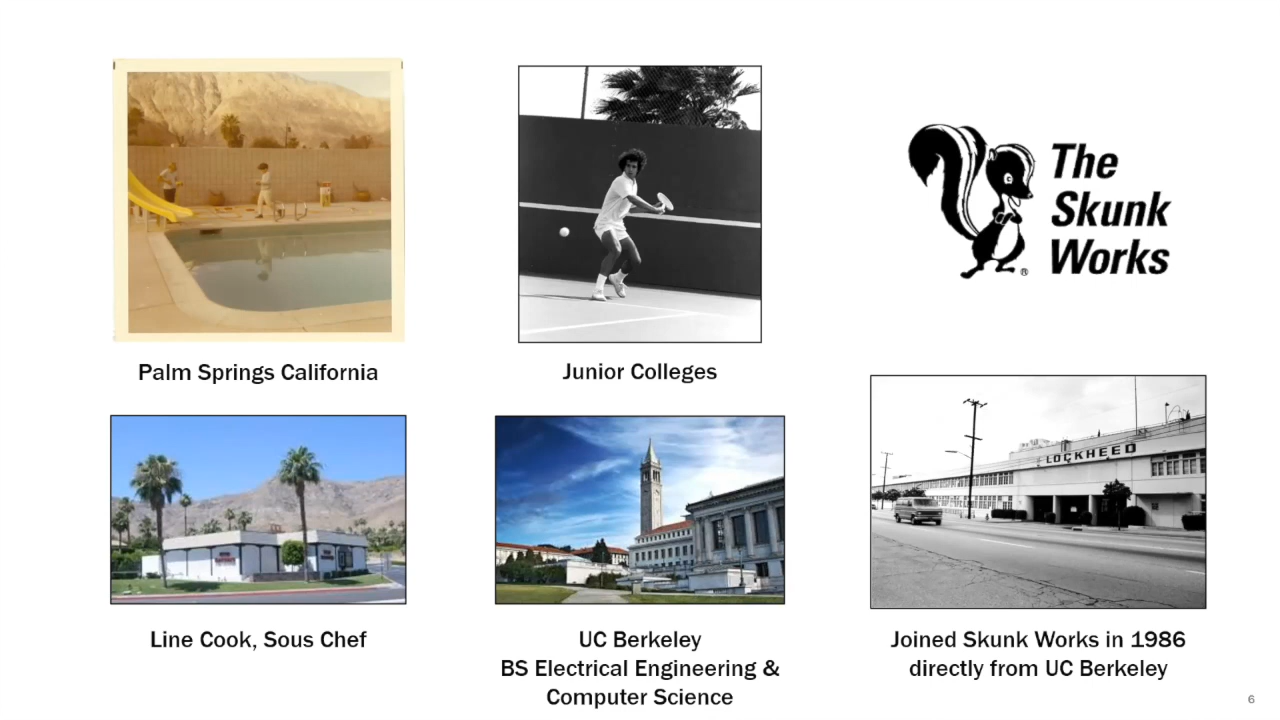 Palm Springs California
Junior Colleges
The
Skunk
Works
®
LOCKHEED
Line Cook, Sous Chef
UC Berkeley
BS Electrical Engineering &
Computer Science
Joined Skunk Works in 1986
directly from UC Berkeley
6